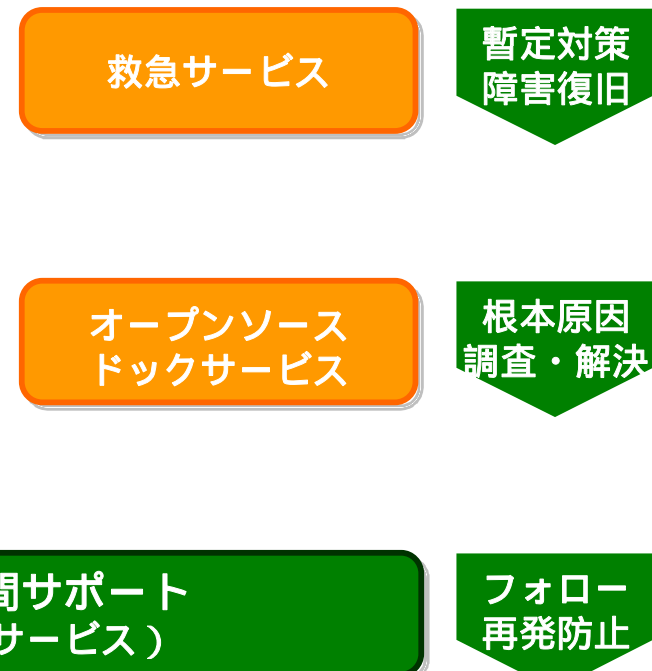 救急サービス
暫定対策
障害復旧
オープンソース
ドックサービス
根本原因
調査・解決
間サポート
サービス）
フォロー
再発防止